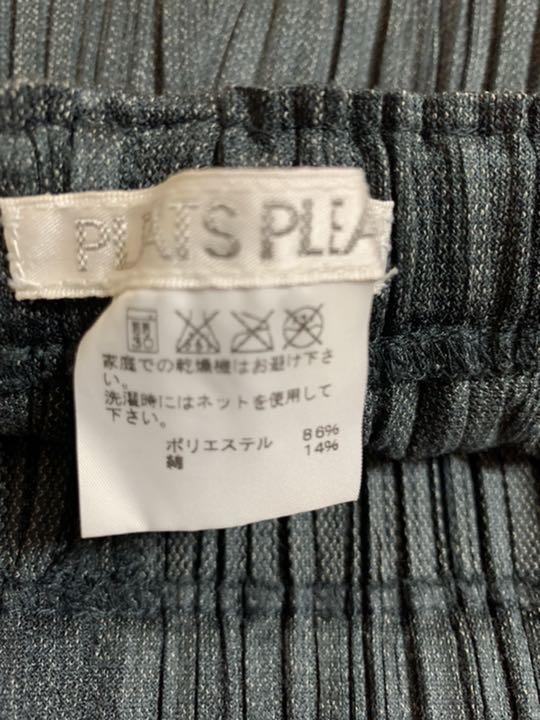 PLATS PLEA
家庭での乾燥機はお避け下さ
い。
洗濯時にはネットを使用して
下さい。
ポリエステル 86%
綿 14%